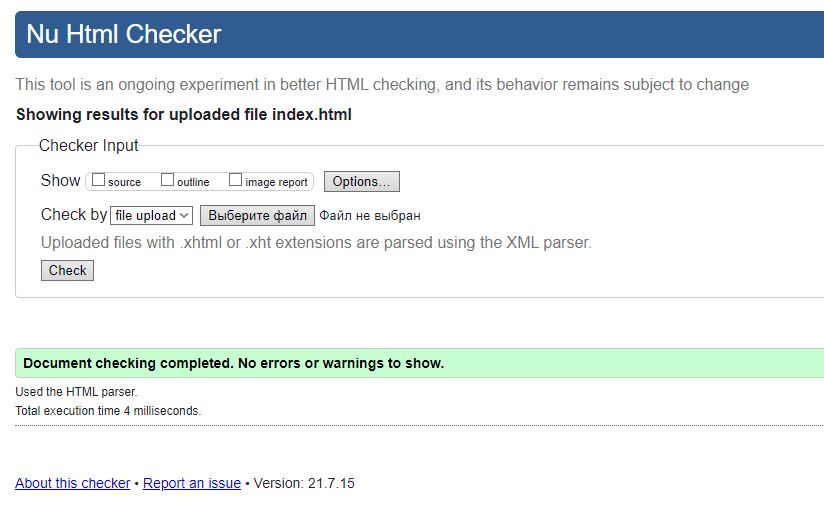 Nu Html Checker
This tool is an ongoing experiment in better HTML checking, and its behavior remains subject to change
Showing results for uploaded file index.html
Checker Input
Show source outline image report Options...
Check by file upload Выберите файл Файл не выбран
Uploaded files with .xhtml or .xht extensions are parsed using the XML parser.
Check
Document checking completed. No errors or warnings to show.
Used the HTML parser.
Total execution time 4 milliseconds.
About this checker • Report an issue • Version: 21.7.15